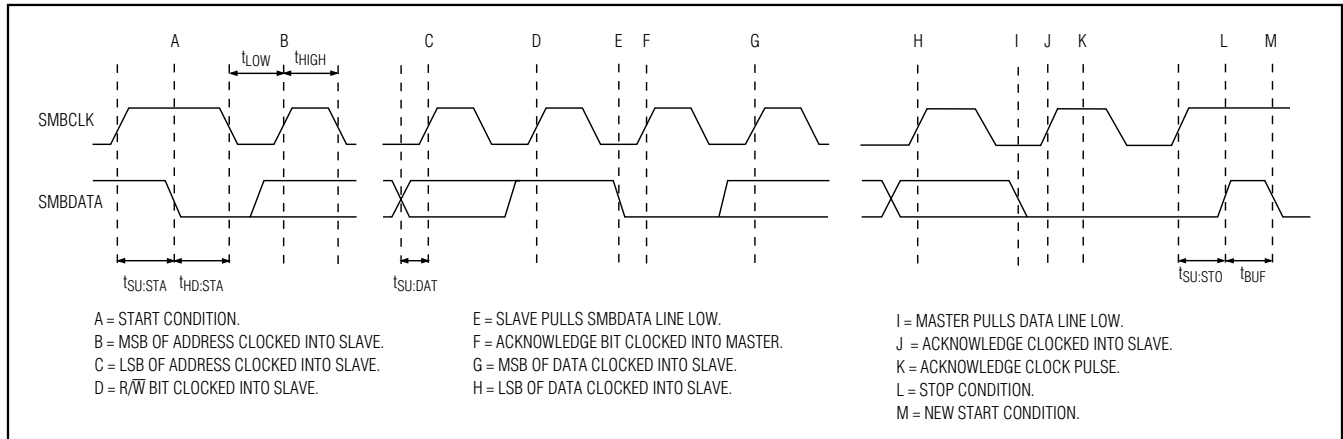 A B C D E F G H I J K L M
tLOW tHIGH
SMBCLK
SMBDATA
tSU:STA tHD:STA tSU:DAT tSU:STO tBUF
A = START CONDITION.
B = MSB OF ADDRESS CLOCKED INTO SLAVE.
C = LSB OF ADDRESS CLOCKED INTO SLAVE.
D = R/W̅ BIT CLOCKED INTO SLAVE.
E = SLAVE PULLS SMBDATA LINE LOW.
F = ACKNOWLEDGE BIT CLOCKED INTO MASTER.
G = MSB OF DATA CLOCKED INTO SLAVE.
H = LSB OF DATA CLOCKED INTO SLAVE.
I = MASTER PULLS DATA LINE LOW.
J = ACKNOWLEDGE CLOCKED INTO SLAVE.
K = ACKNOWLEDGE CLOCK PULSE.
L = STOP CONDITION.
M = NEW START CONDITION.